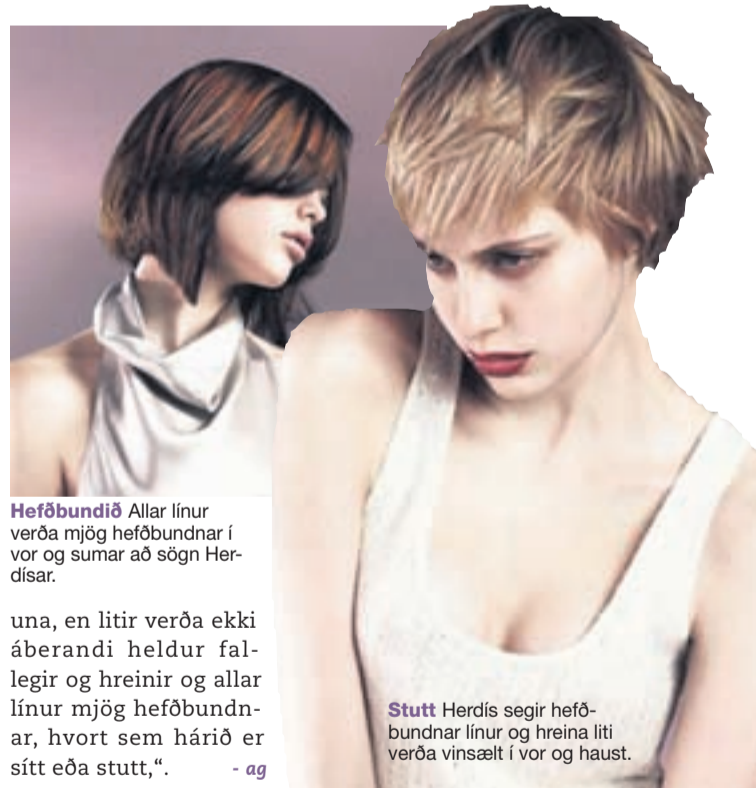 Hefðbundið Allar línur
verða mjög hefðbundnar í
vor og sumar að sögn Her-
dísar.
una, en litir verða ekki
áberandi heldur fal-
legir og hreinir og allar
línur mjög hefðbundn-
ar, hvort sem hárið er
sítt eða stutt,“.
- ag
Stutt Herdís segir hefð-
bundnar línur og hreina liti
verða vinsælt í vor og haust.